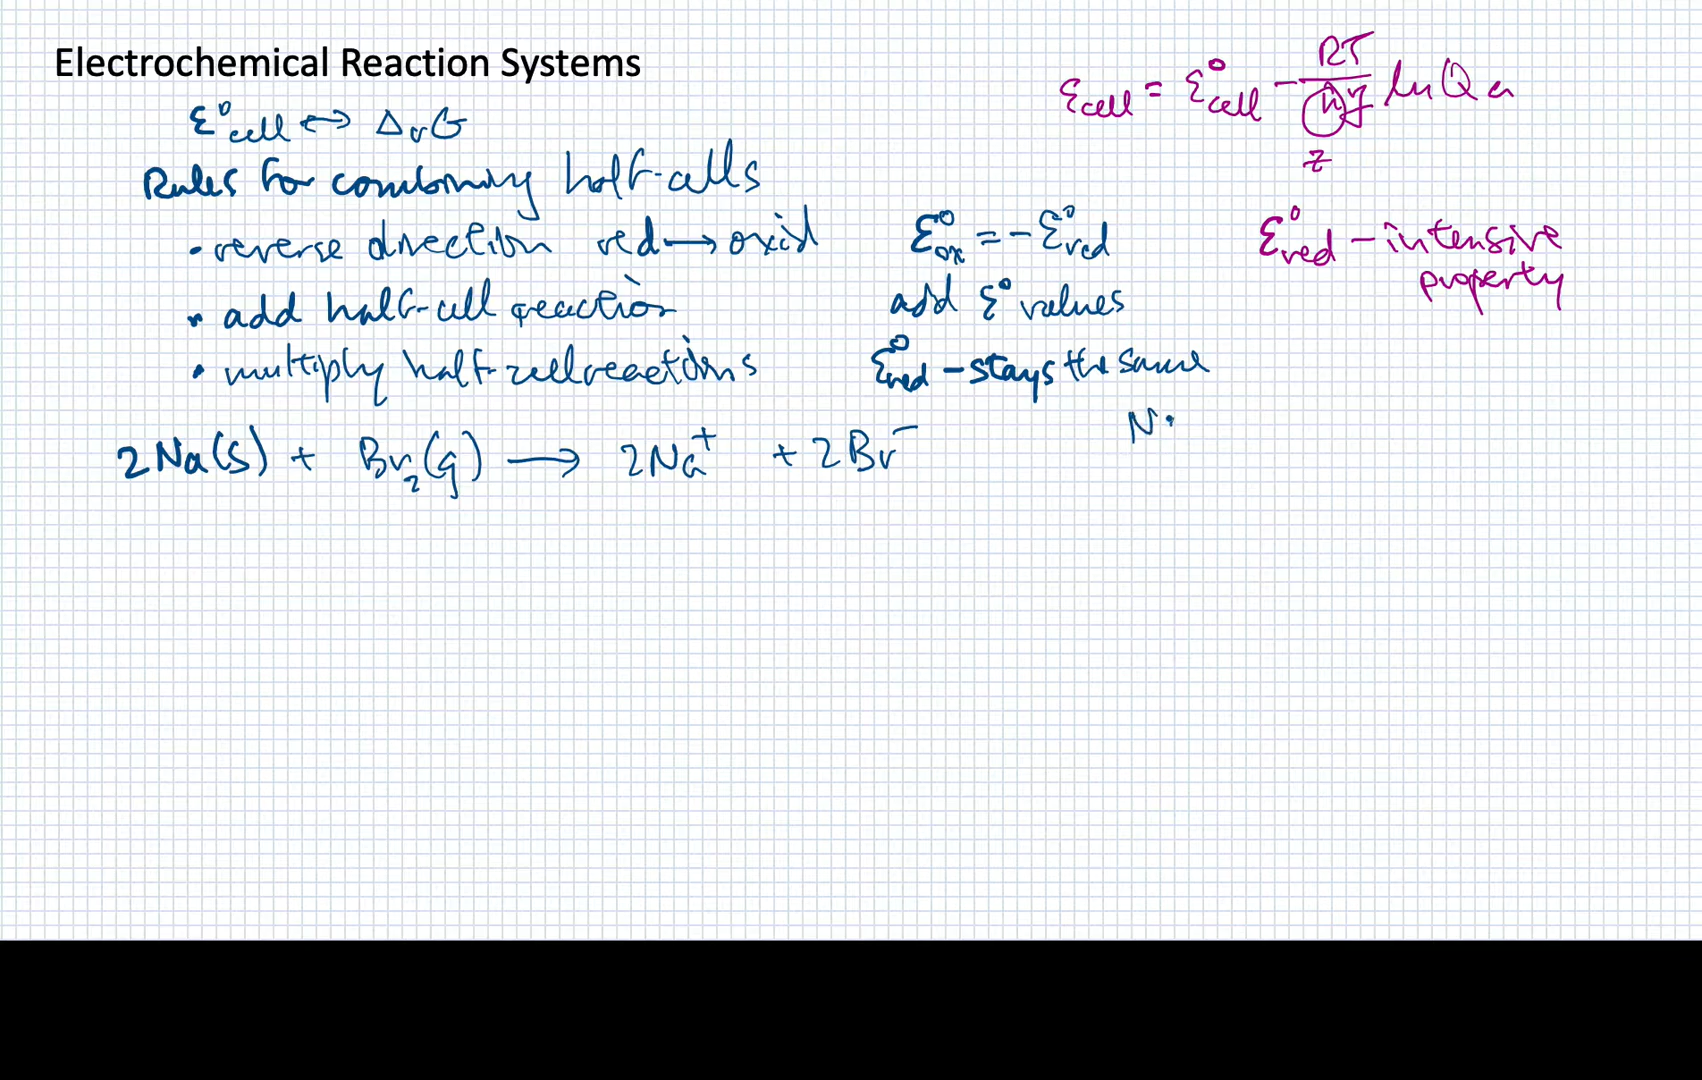 Electrochemical Reaction Systems
Ɛcell = Ɛ°cell - RT/nF ln Qa
z
Ɛ°cell ↔ ΔrG
Rules for combining half-cells
• reverse direction red → oxid Ɛ°ox = - Ɛ°red
Ɛ°red - intensive property
• add half-cell reaction add Ɛ° values
• multiply half-cell reactions Ɛ°red - stays the same
2Na(s) + Br₂(g) → 2Na⁺ + 2Br⁻